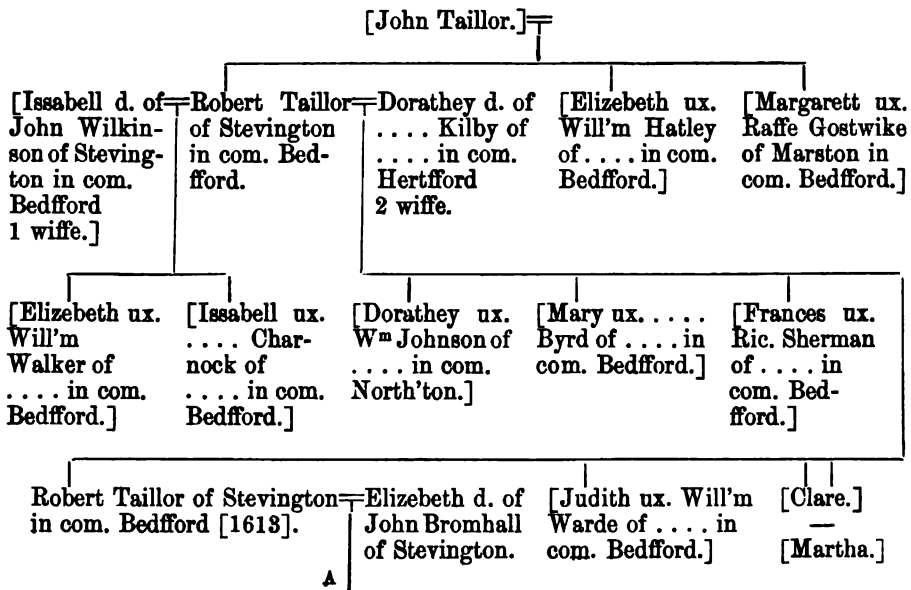 [John Taillor.]
[Issabell d. of
John Wilkin-
son of Steving-
ton in com.
Bedfford
1 wiffe.]
Robert Taillor
of Stevington
in com. Bed-
fford.
Dorathey d. of
.... Kilby of
.... in com.
Hertfford
2 wiffe.
[Elizebeth ux.
Will'm Hatley
of .... in com.
Bedfford.]
[Margarett ux.
Raffe Gostwike
of Marston in
com. Bedfford.]
[Elizebeth ux.
Will'm
Walker of
.... in com.
Bedfford.]
[Issabell ux.
.... Char-
nock of
.... in com.
Bedfford.]
[Dorathey ux.
Wᵐ Johnson of
.... in com.
North'ton.]
[Mary ux. ....
Byrd of .... in
com. Bedfford.]
[Frances ux.
Ric. Sherman
of .... in
com. Bed-
fford.]
Robert Taillor of Stevington
in com. Bedfford [1613].
Elizebeth d. of
John Bromhall
of Stevington.
[Judith ux. Will'm
Warde of .... in
com. Bedfford.]
[Clare.]
—
[Martha.]
A